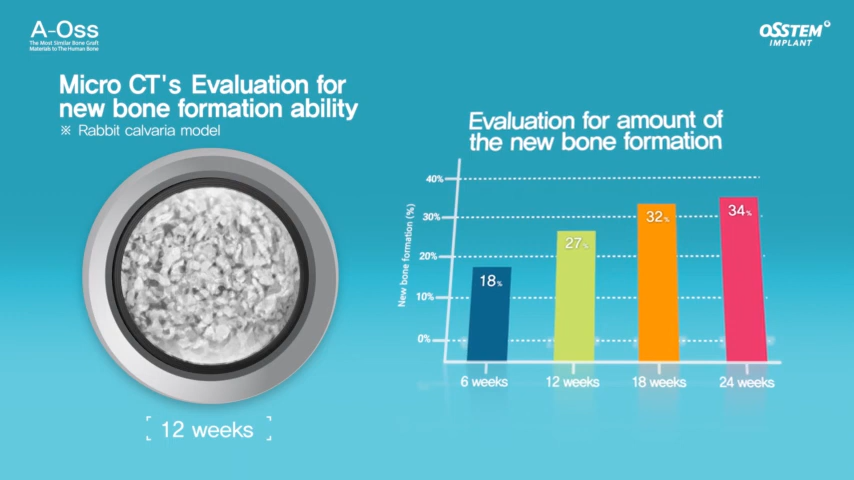 A-Oss
The Most Similar Bone Graft
Materials to The Human Bone
OSSTEM
IMPLANT
Micro CT's Evaluation for
new bone formation ability
※ Rabbit calvaria model
12 weeks
Evaluation for amount of
the new bone formation
New bone formation (%)
40%
30%
20%
10%
0%
18%
27%
32%
34%
6 weeks
12 weeks
18 weeks
24 weeks